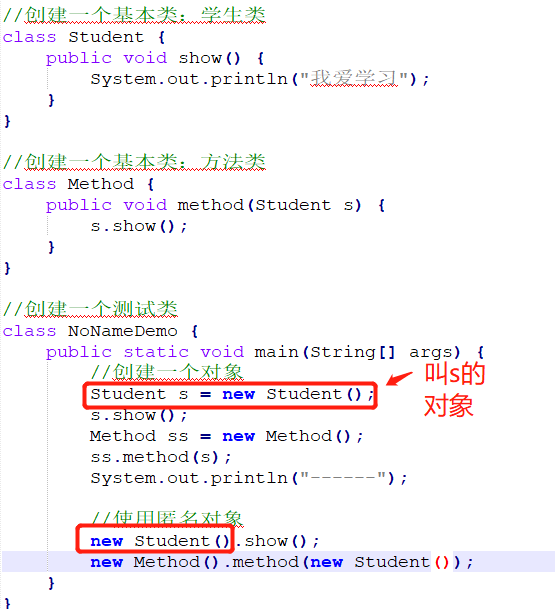 //创建一个基本类：学生类
class Student {
    public void show() {
        System.out.println("我爱学习");
    }
}

//创建一个基本类：方法类
class Method {
    public void method(Student s) {
        s.show();
    }
}

//创建一个测试类
class NoNameDemo {
    public static void main(String[] args) {
        //创建一个对象
        Student s = new Student();
        s.show();
        Method ss = new Method();
        ss.method(s);
        System.out.println("------");

        //使用匿名对象
        new Student().show();
        new Method().method(new Student());
    }
}
叫s的
对象